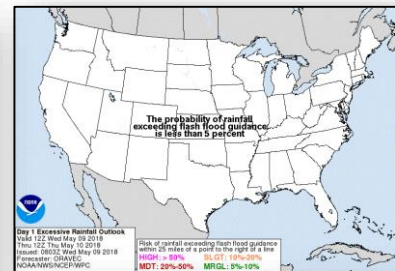 The probability of rainfall
exceeding flash flood guidance
is less than 5 percent
noaa
Day 1 Excessive Rainfall Outlook
Valid 12Z Wed May 09 2018
Thru 12Z Thu May 10 2018
Issued: 0803Z Wed May 09 2018
Forecaster: ORAVEC
NOAA/NWS/NCEP/WPC
Risk of rainfall exceeding flash flood guidance
within 25 miles of a point to the right of a line
HIGH: > 50% SLGT: 10%-20%
MDT: 20%-50% MRGL: 5%-10%